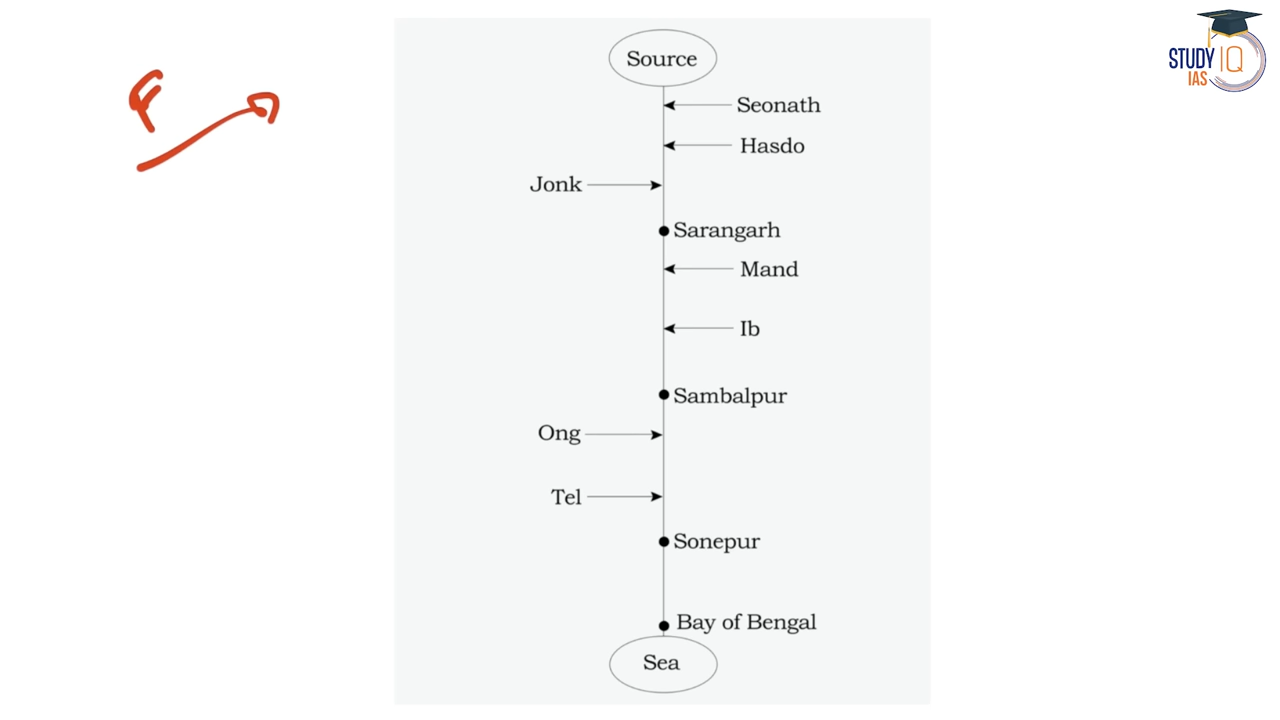 STUDY IQ
IAS
Source
Seonath
Hasdo
Jonk
Sarangarh
Mand
Ib
Sambalpur
Ong
Tel
Sonepur
Bay of Bengal
Sea